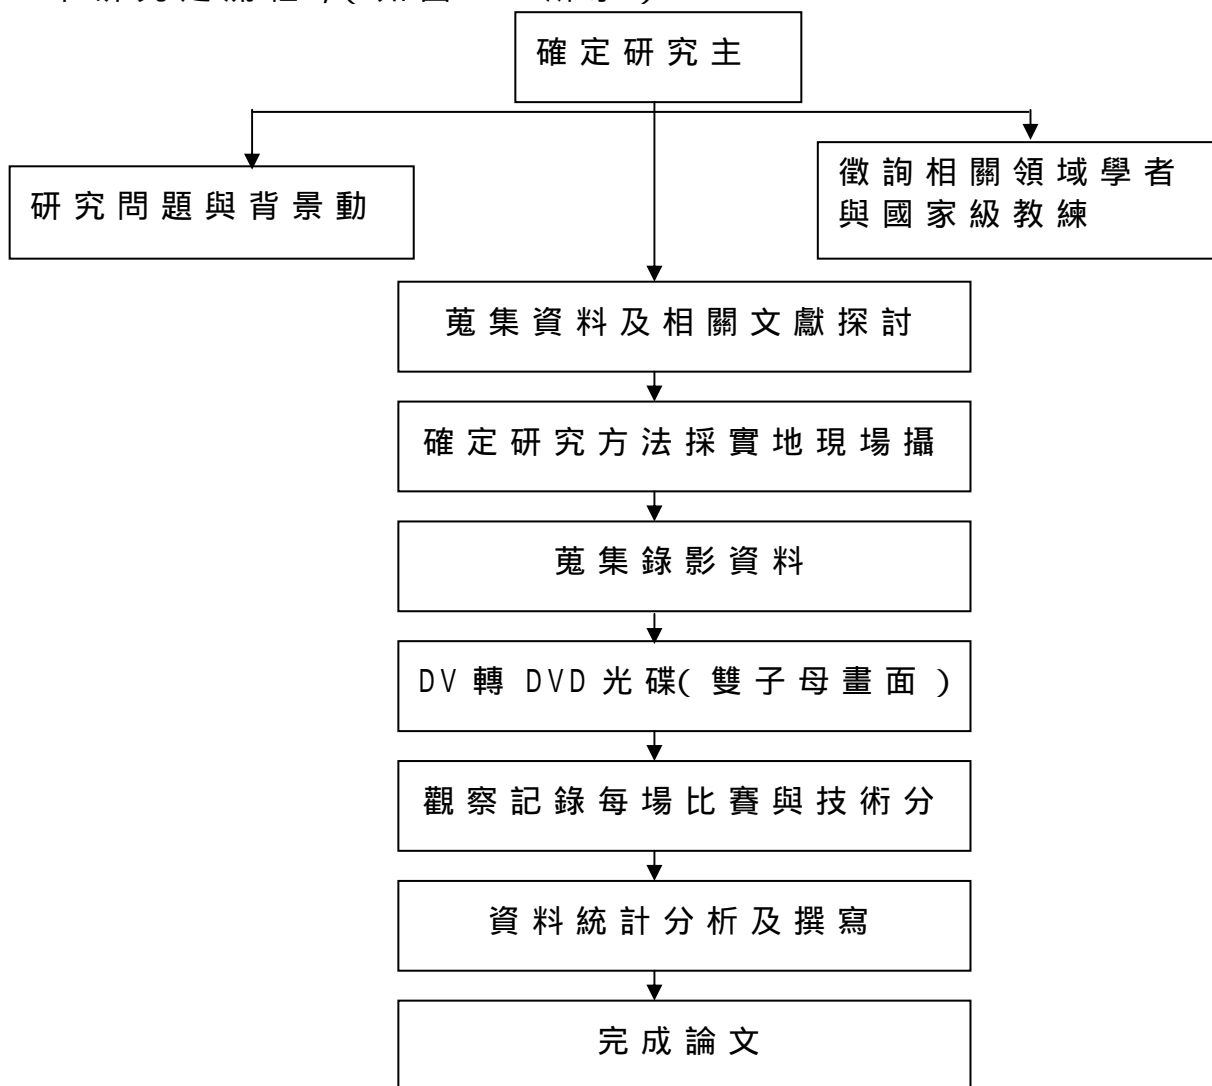 確定研究主
研究問題與背景動
徵詢相關領域學者
與國家級教練
蒐集資料及相關文獻探討
確定研究方法採實地現場攝
蒐集錄影資料
DV轉DVD光碟(雙子母畫面)
觀察記錄每場比賽與技術分
資料統計分析及撰寫
完成論文